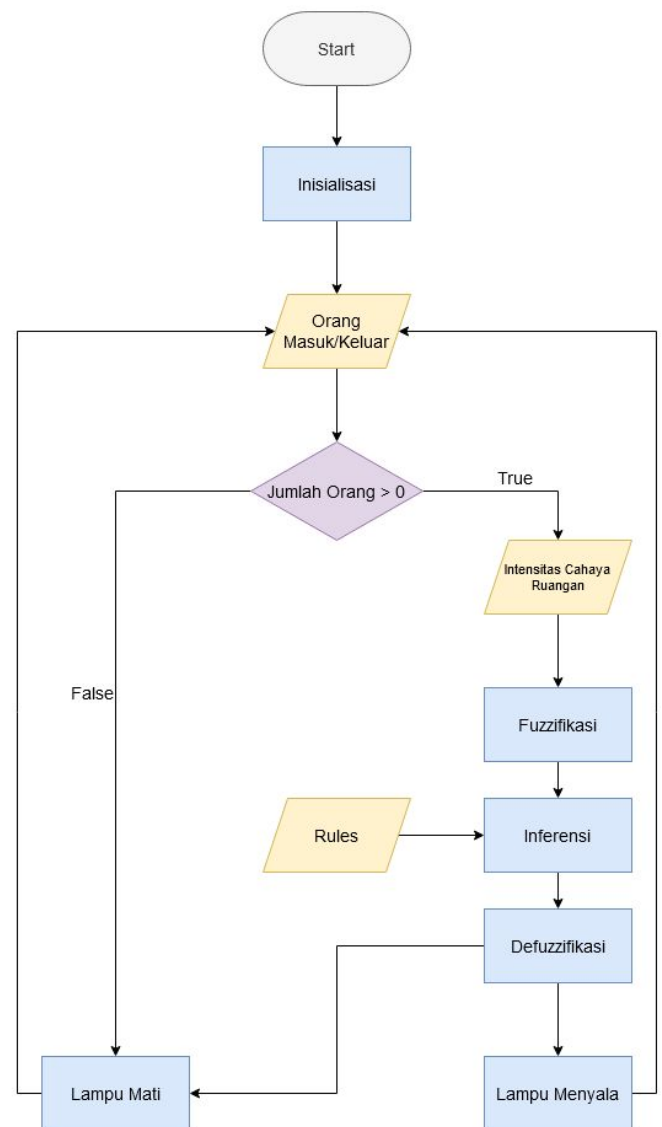 Start
Inisialisasi
Orang
Masuk/Keluar
Jumlah Orang > 0
True
Intensitas Cahaya
Ruangan
False
Fuzzifikasi
Rules
Inferensi
Defuzzifikasi
Lampu Mati
Lampu Menyala